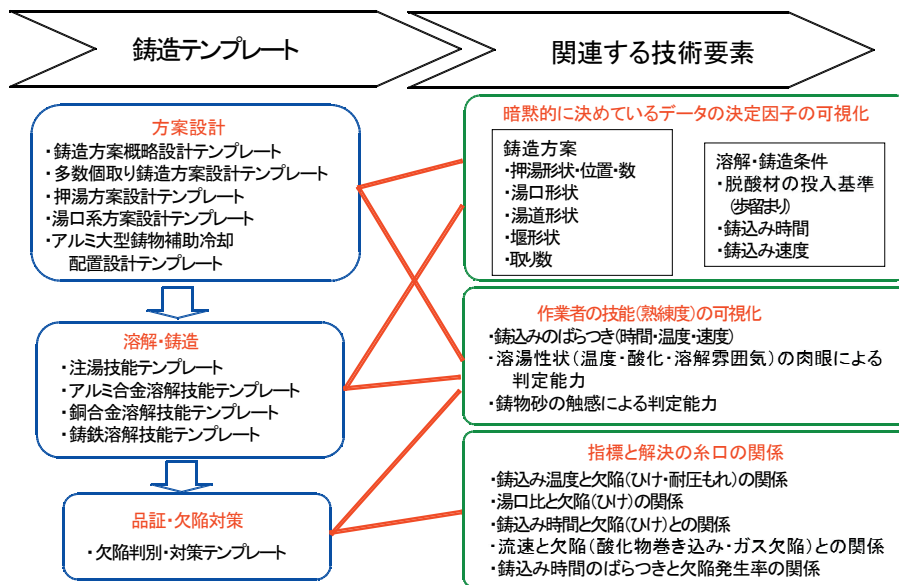 鋳造テンプレート
関連する技術要素
方案設計
・鋳造方案概略設計テンプレート
・多数個取り鋳造方案設計テンプレート
・押湯方案設計テンプレート
・湯口系方案設計テンプレート
・アルミ大型鋳物補助冷却
配置設計テンプレート
溶解・鋳造
・注湯技能テンプレート
・アルミ合金溶解技能テンプレート
・銅合金溶解技能テンプレート
・鋳鉄溶解技能テンプレート
品証・欠陥対策
・欠陥判別・対策テンプレート
暗黙的に決めているデータの決定因子の可視化
鋳造方案
・押湯形状・位置・数
・湯口形状
・湯道形状
・堰形状
・取り数
溶解・鋳造条件
・脱酸材の投入基準
(歩留まり)
・鋳込み時間
・鋳込み速度
作業者の技能(熟練度)の可視化
・鋳込みのばらつき(時間・温度・速度)
・溶湯性状(温度・酸化・溶解雰囲気)の肉眼による
判定能力
・鋳物砂の触感による判定能力
指標と解決の糸口の関係
・鋳込み温度と欠陥(ひけ・耐圧もれ)の関係
・湯口比と欠陥(ひけ)の関係
・鋳込み時間と欠陥(ひけ)との関係
・流速と欠陥(酸化物巻き込み・ガス欠陥)との関係
・鋳込み時間のばらつきと欠陥発生率の関係